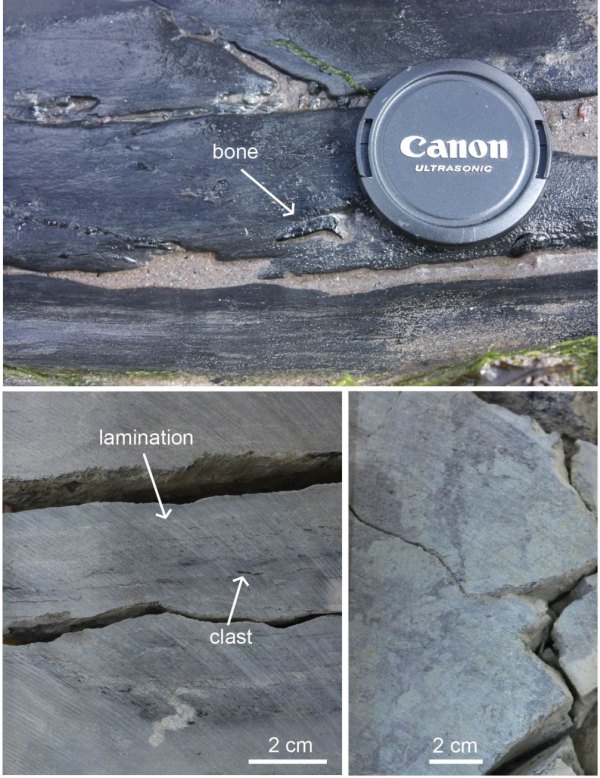 bone
Canon
ULTRASONIC
lamination
clast
2 cm
2 cm